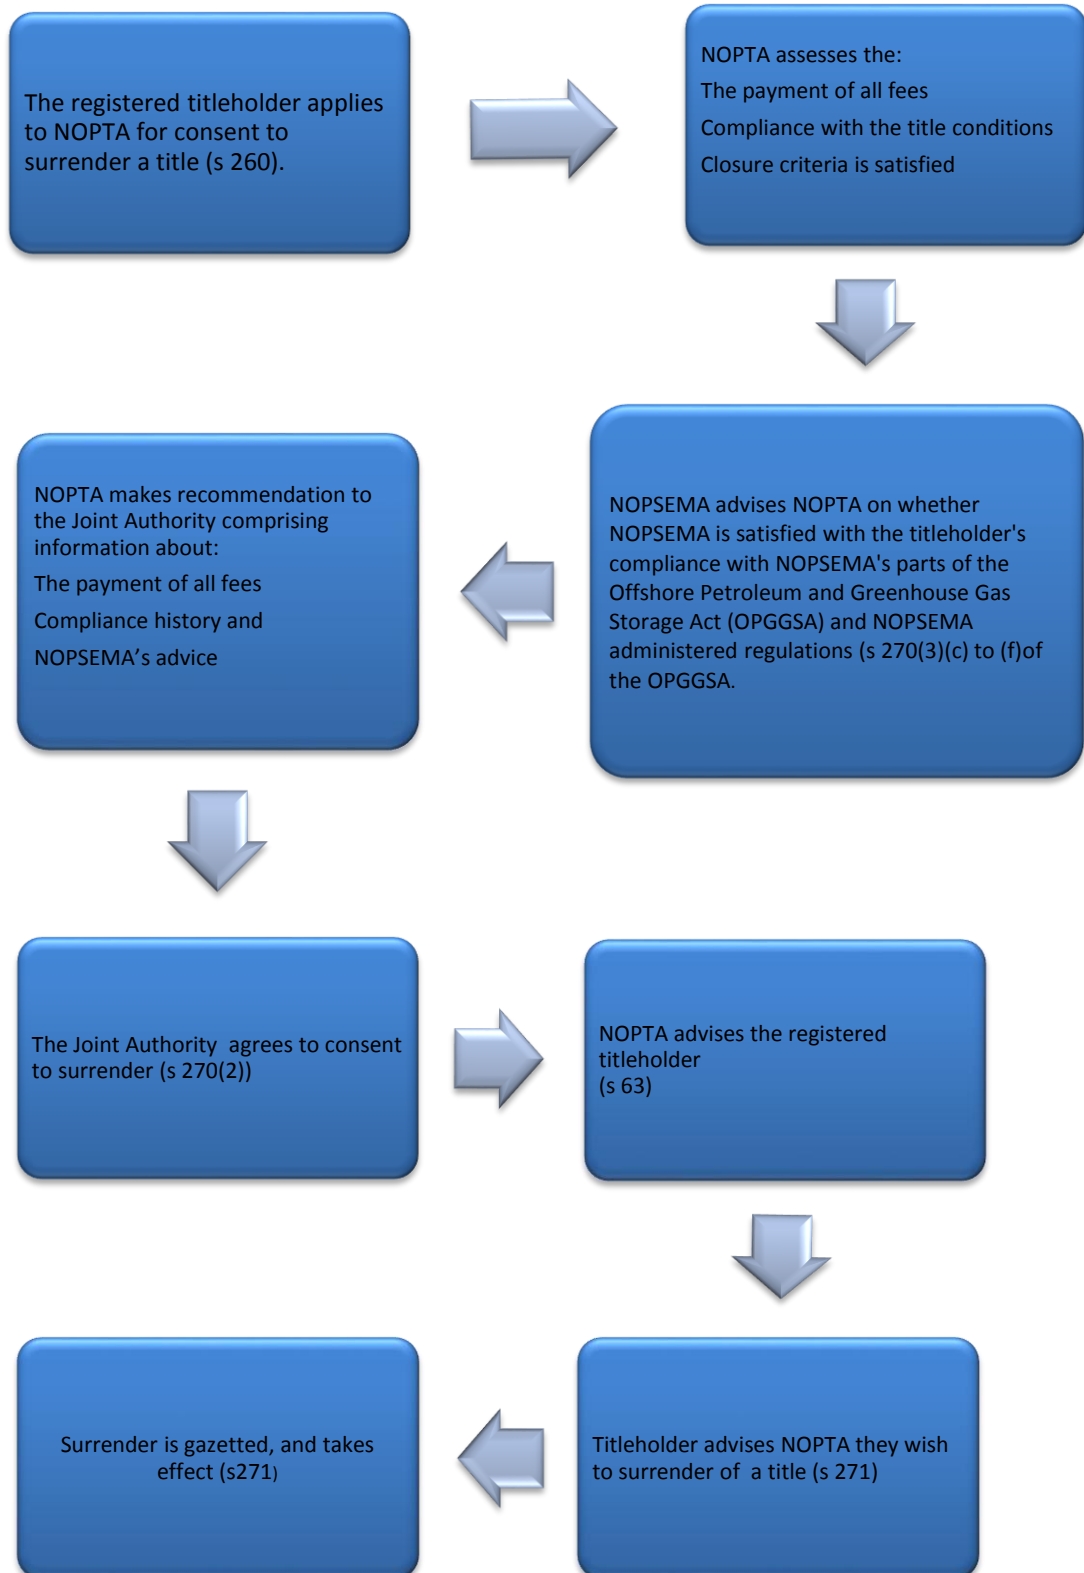 The registered titleholder applies
to NOPTA for consent to
surrender a title (s 260).
NOPTA assesses the:
The payment of all fees
Compliance with the title conditions
Closure criteria is satisfied
NOPSEMA advises NOPTA on whether
NOPSEMA is satisfied with the titleholder's
compliance with NOPSEMA's parts of the
Offshore Petroleum and Greenhouse Gas
Storage Act (OPGGSA) and NOPSEMA
administered regulations (s 270(3)(c) to (f)of
the OPGGSA.
NOPTA makes recommendation to
the Joint Authority comprising
information about:
The payment of all fees
Compliance history and
NOPSEMA’s advice
The Joint Authority  agrees to consent
to surrender (s 270(2))
NOPTA advises the registered
titleholder
(s 63)
Titleholder advises NOPTA they wish
to surrender of  a title (s 271)
Surrender is gazetted, and takes
effect (s271)